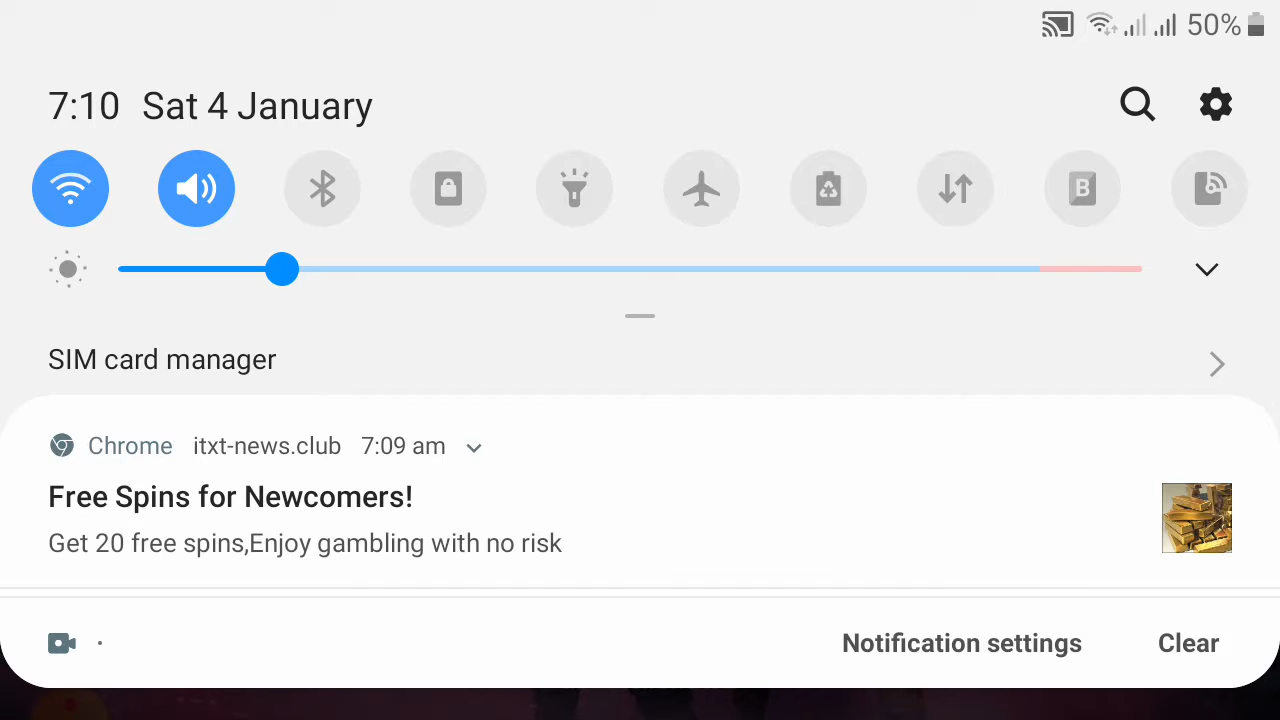 50%
7:10 Sat 4 January
B
SIM card manager
Chrome itxt-news.club 7:09 am
Free Spins for Newcomers!
Get 20 free spins,Enjoy gambling with no risk
Notification settings Clear